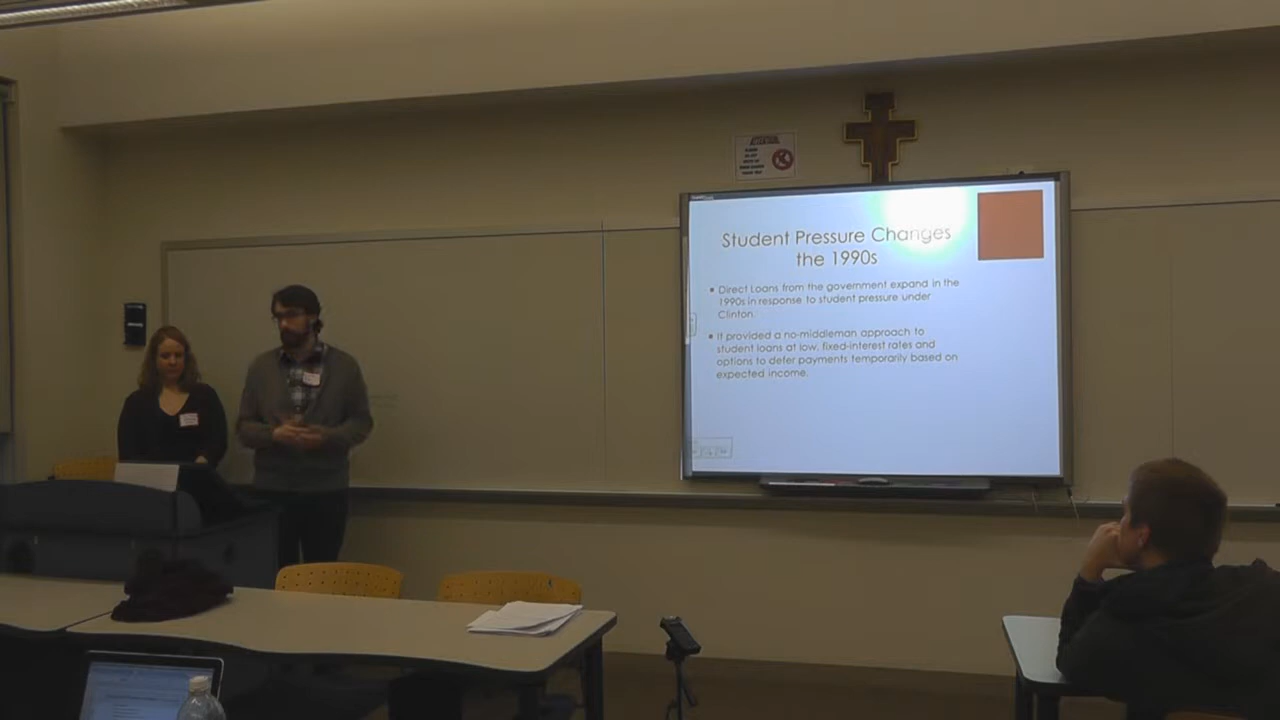 Student Pressure Changes
the 1990s
Direct Loans from the government expand in the
1990s in response to student pressure under
Clinton.
It provided a no-middleman approach to
student loans at low, fixed-interest rates and
options to defer payments temporarily based on
expected income.